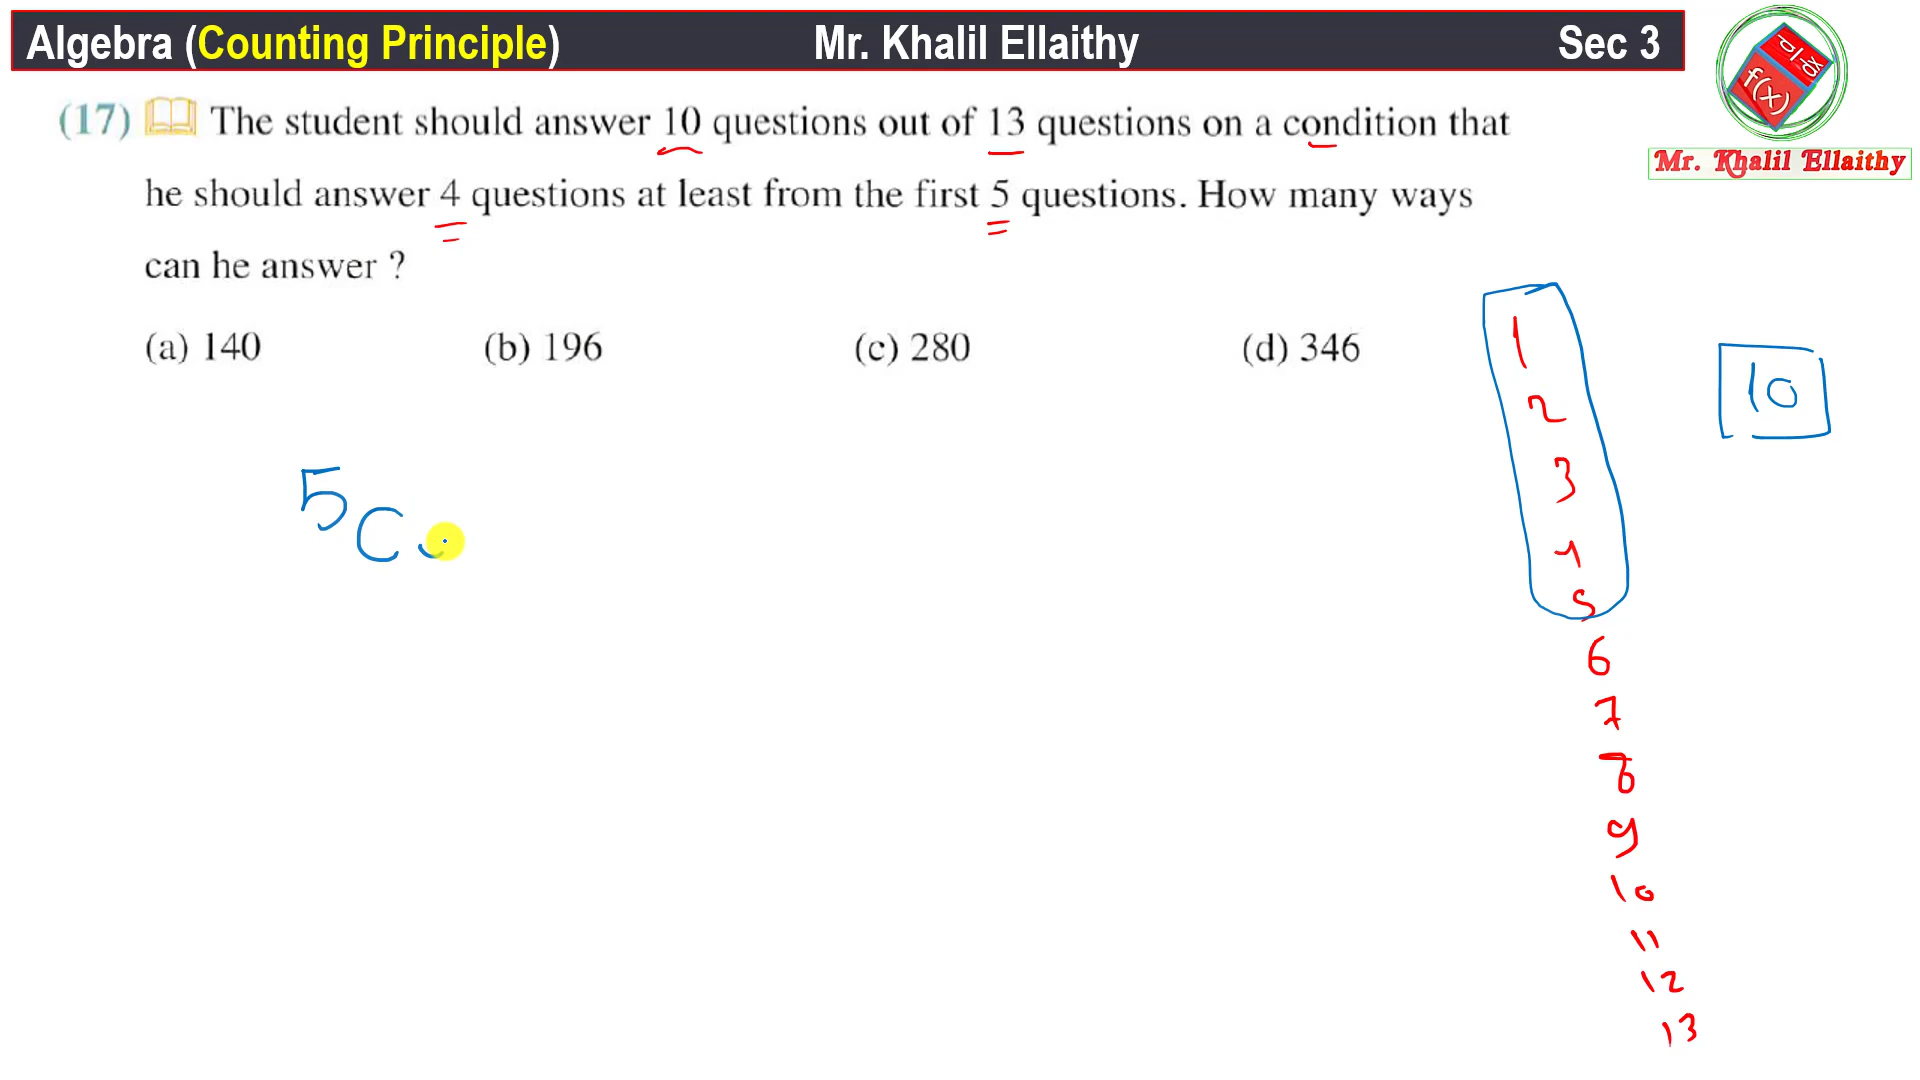 Algebra (Counting Principle) Mr. Khalil Ellaithy Sec 3
f(x)
Mr. Khalil Ellaithy
(17) The student should answer 10 questions out of 13 questions on a condition that
he should answer 4 questions at least from the first 5 questions. How many ways
can he answer ?
(a) 140 (b) 196 (c) 280 (d) 346
10
5C
1
2
3
4
5
6
7
8
9
10
11
12
13